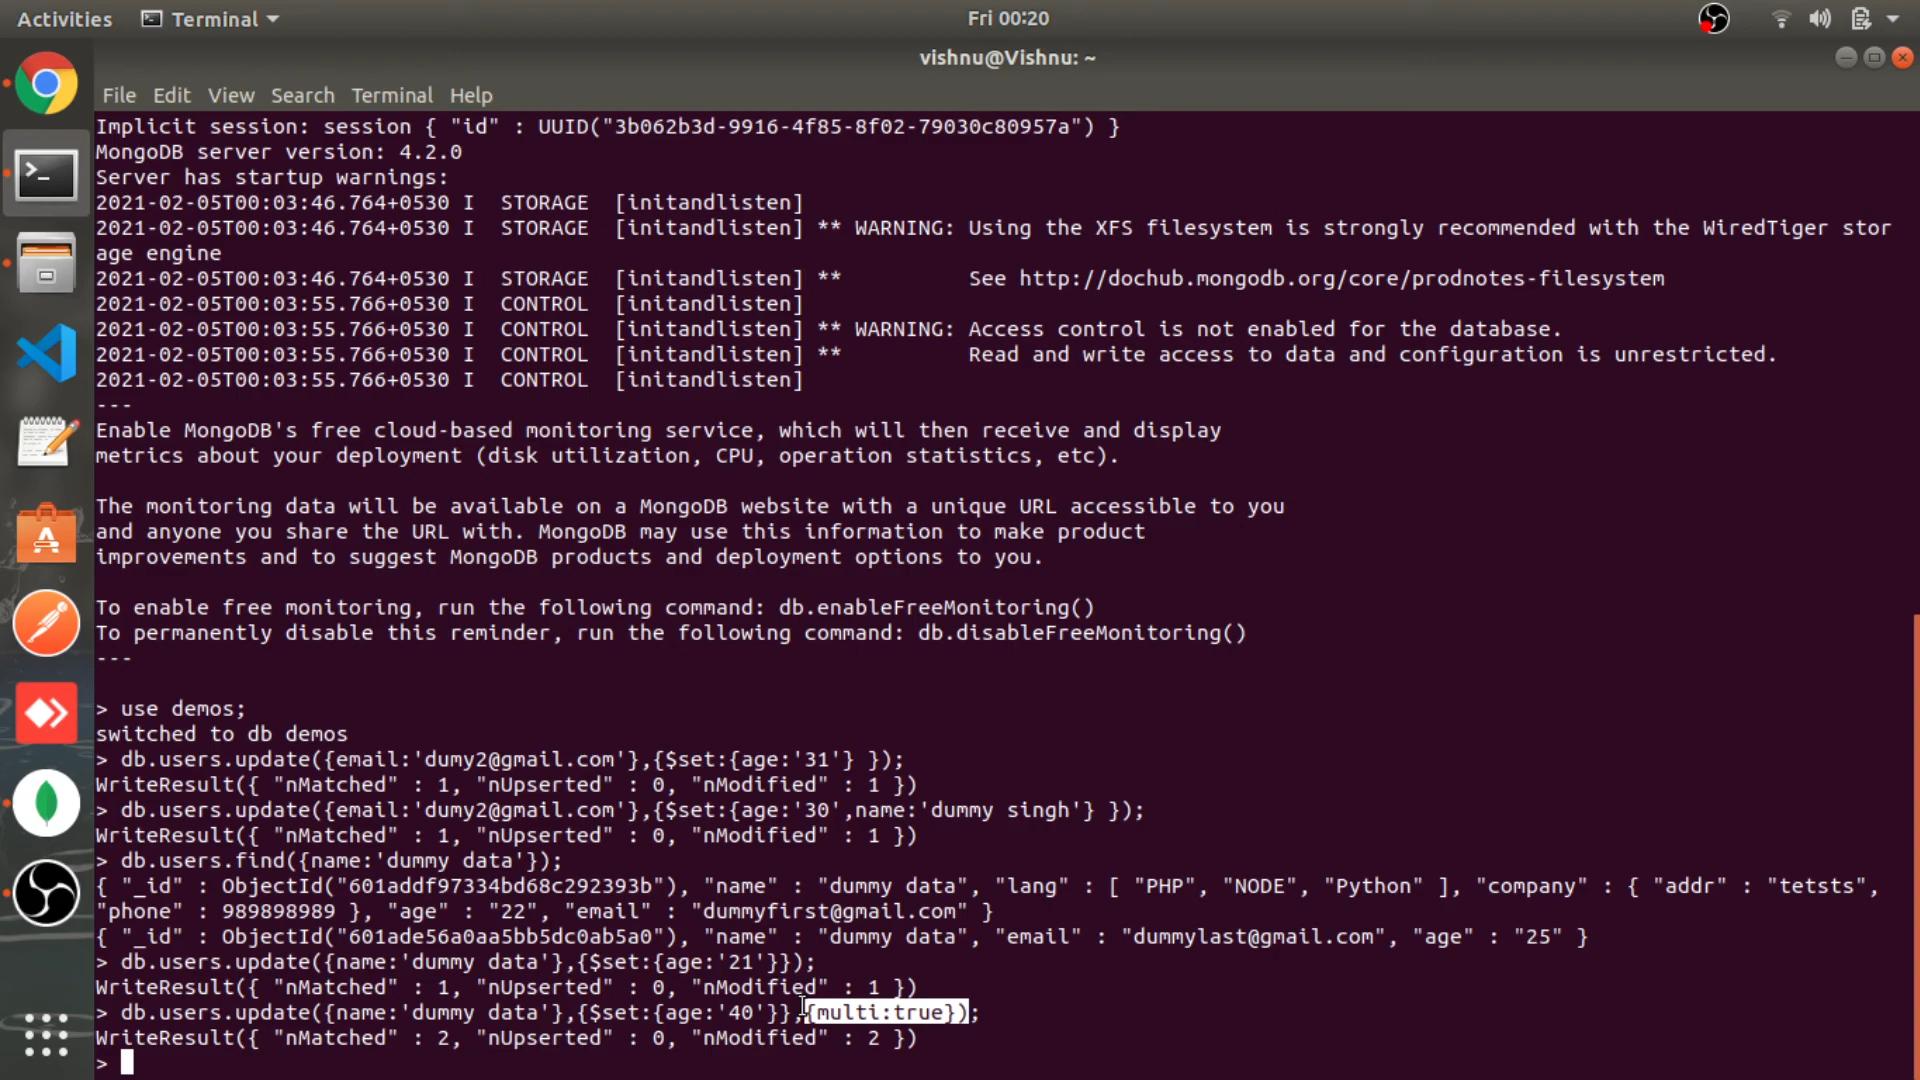 Activities Terminal Fri 00:20
vishnu@Vishnu: ~
File Edit View Search Terminal Help
Implicit session: session { "id" : UUID("3b062b3d-9916-4f85-8f02-79030c80957a") }
MongoDB server version: 4.2.0
Server has startup warnings:
2021-02-05T00:03:46.764+0530 I  STORAGE  [initandlisten]
2021-02-05T00:03:46.764+0530 I  STORAGE  [initandlisten] ** WARNING: Using the XFS filesystem is strongly recommended with the WiredTiger stor
age engine
2021-02-05T00:03:46.764+0530 I  STORAGE  [initandlisten] **          See http://dochub.mongodb.org/core/prodnotes-filesystem
2021-02-05T00:03:55.766+0530 I  CONTROL  [initandlisten]
2021-02-05T00:03:55.766+0530 I  CONTROL  [initandlisten] ** WARNING: Access control is not enabled for the database.
2021-02-05T00:03:55.766+0530 I  CONTROL  [initandlisten] **          Read and write access to data and configuration is unrestricted.
2021-02-05T00:03:55.766+0530 I  CONTROL  [initandlisten]
---
Enable MongoDB's free cloud-based monitoring service, which will then receive and display
metrics about your deployment (disk utilization, CPU, operation statistics, etc).
The monitoring data will be available on a MongoDB website with a unique URL accessible to you
and anyone you share the URL with. MongoDB may use this information to make product
improvements and to suggest MongoDB products and deployment options to you.
To enable free monitoring, run the following command: db.enableFreeMonitoring()
To permanently disable this reminder, run the following command: db.disableFreeMonitoring()
---
> use demos;
switched to db demos
> db.users.update({email:'dumy2@gmail.com'},{$set:{age:'31'} });
WriteResult({ "nMatched" : 1, "nUpserted" : 0, "nModified" : 1 })
> db.users.update({email:'dumy2@gmail.com'},{$set:{age:'30',name:'dummy singh'} });
WriteResult({ "nMatched" : 1, "nUpserted" : 0, "nModified" : 1 })
> db.users.find({name:'dummy data'});
{ "_id" : ObjectId("601addf97334bd68c292393b"), "name" : "dummy data", "lang" : [ "PHP", "NODE", "Python" ], "company" : { "addr" : "tetsts",
"phone" : 989898989 }, "age" : "22", "email" : "dummyfirst@gmail.com" }
{ "_id" : ObjectId("601ade56a0aa5bb5dc0ab5a0"), "name" : "dummy data", "email" : "dummylast@gmail.com", "age" : "25" }
> db.users.update({name:'dummy data'},{$set:{age:'21'}});
WriteResult({ "nMatched" : 1, "nUpserted" : 0, "nModified" : 1 })
> db.users.update({name:'dummy data'},{$set:{age:'40'}},{multi:true});
WriteResult({ "nMatched" : 2, "nUpserted" : 0, "nModified" : 2 })
>